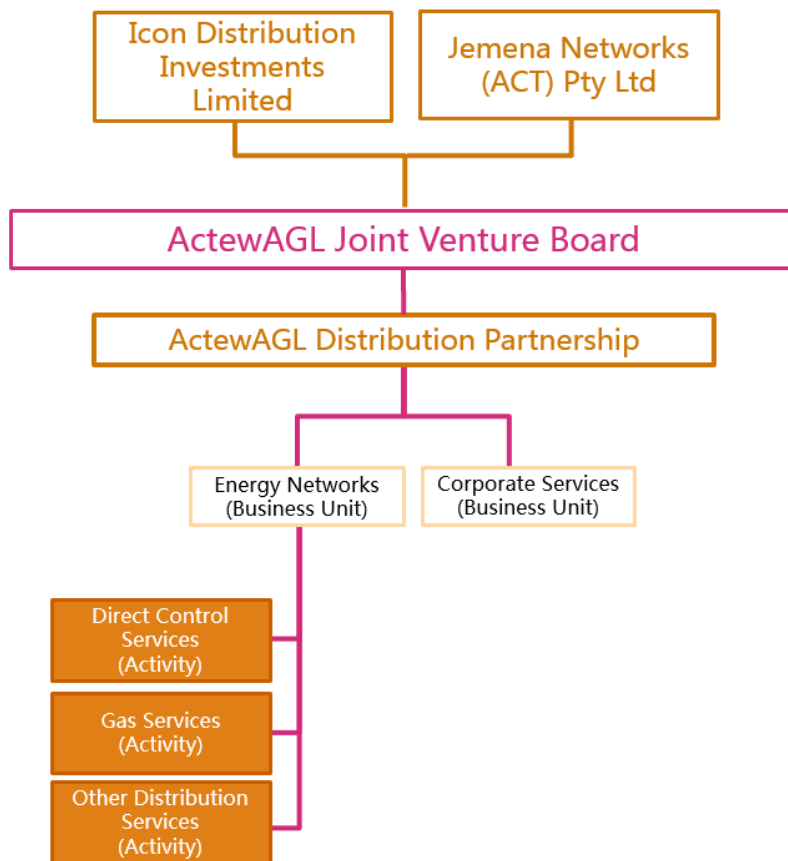 Icon Distribution
Investments
Limited
Jemena Networks
(ACT) Pty Ltd
ActewAGL Joint Venture Board
ActewAGL Distribution Partnership
Energy Networks
(Business Unit)
Corporate Services
(Business Unit)
Direct Control
Services
(Activity)
Gas Services
(Activity)
Other Distribution
Services
(Activity)